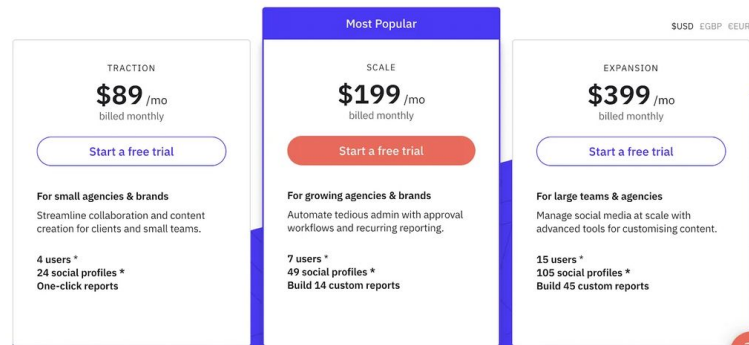 Most Popular
$USD £GBP €EUR
TRACTION
$89 /mo
billed monthly
Start a free trial
For small agencies & brands
Streamline collaboration and content
creation for clients and small teams.
4 users *
24 social profiles *
One-click reports
SCALE
$199 /mo
billed monthly
Start a free trial
For growing agencies & brands
Automate tedious admin with approval
workflows and recurring reporting.
7 users *
49 social profiles *
Build 14 custom reports
EXPANSION
$399 /mo
billed monthly
Start a free trial
For large teams & agencies
Manage social media at scale with
advanced tools for customising content.
15 users *
105 social profiles *
Build 45 custom reports